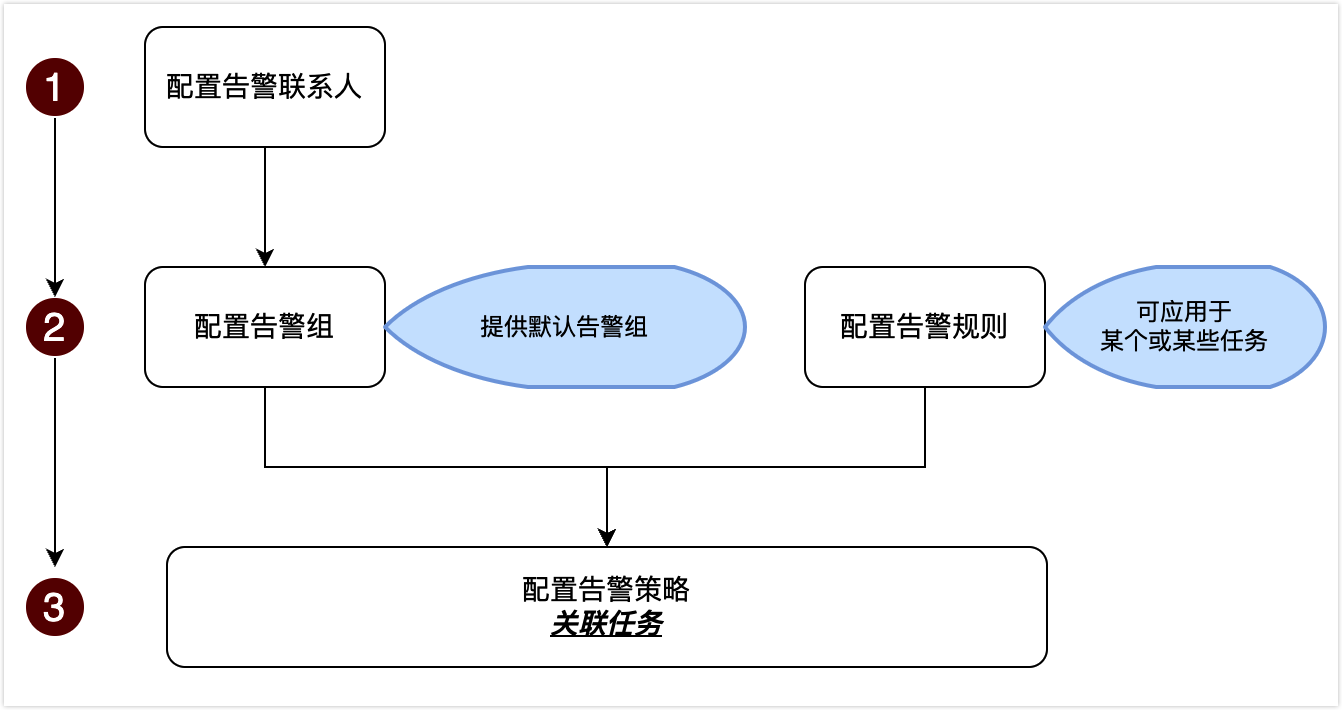 1
配置告警联系人
2
配置告警组
提供默认告警组
配置告警规则
可应用于
某个或某些任务
3
配置告警策略
关联任务